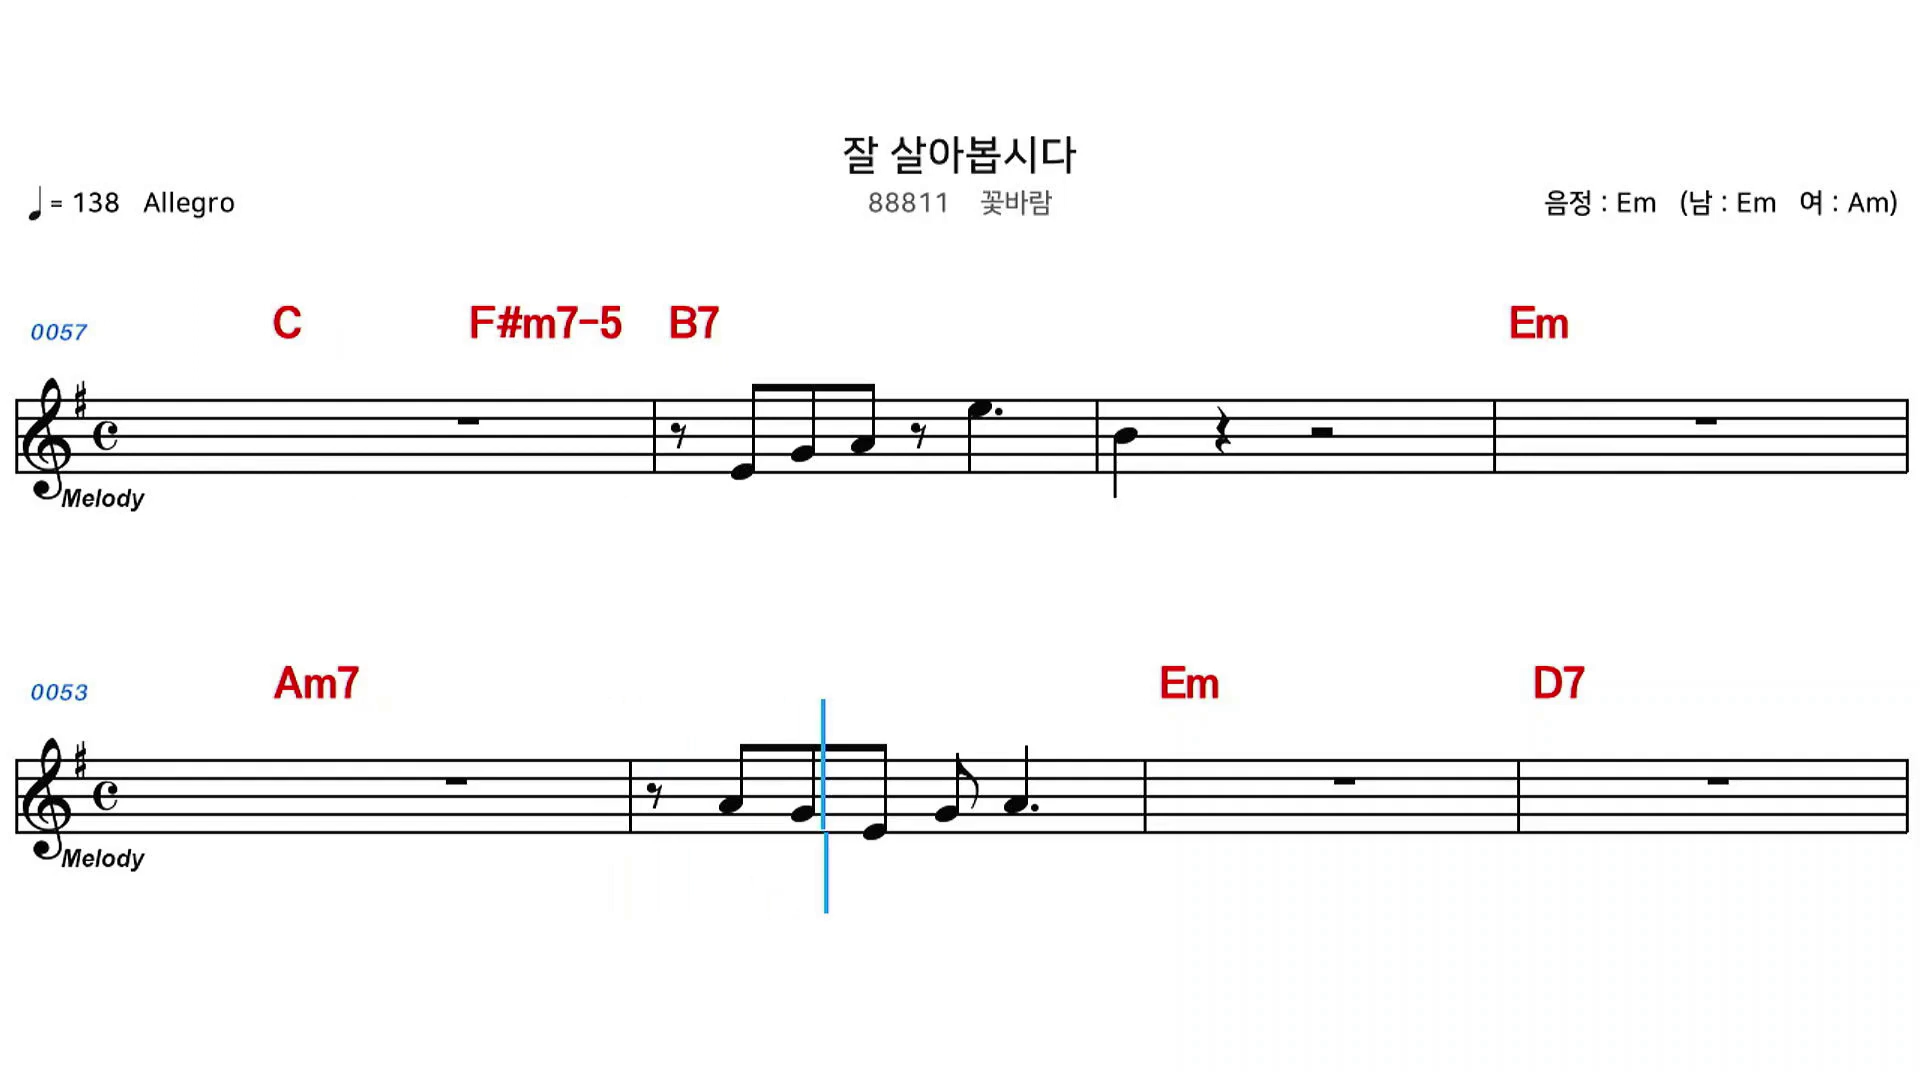 잘 살아봅시다
= 138 Allegro
88811 꽃바람
음정 : Em (남 : Em 여 : Am)
0057 C F#m7-5 B7 Em
Melody
0053 Am7 Em D7
Melody